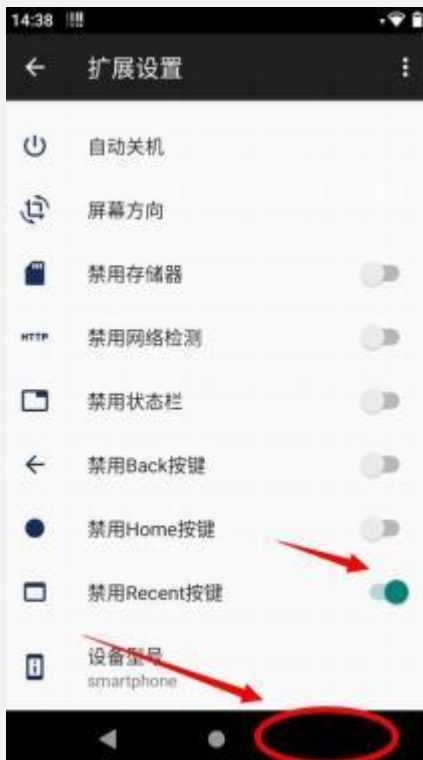 14:38
扩展设置
自动关机
屏幕方向
禁用存储器
HTTP 禁用网络检测
禁用状态栏
禁用Back按键
禁用Home按键
禁用Recent按键
设备型号
smartphone